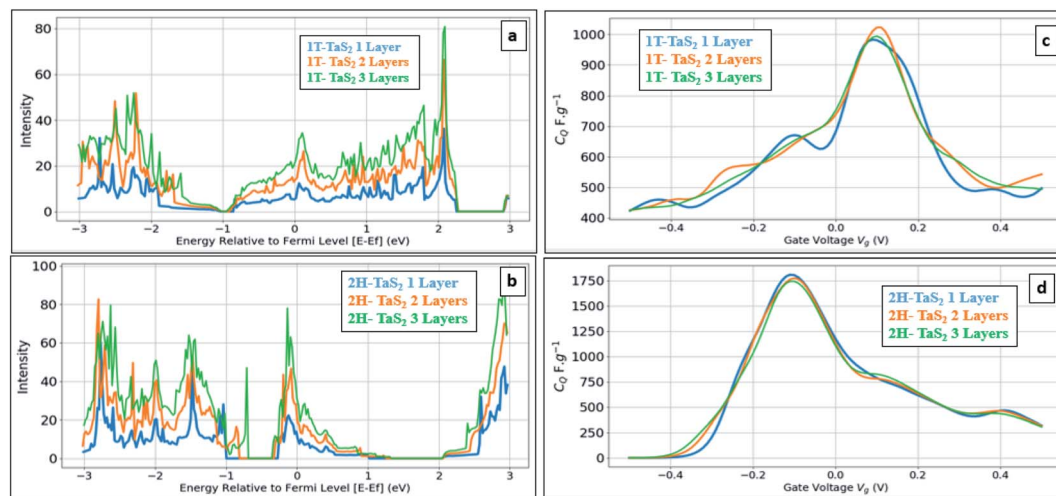 a
1T-TaS₂ 1 Layer
1T- TaS₂ 2 Layers
1T- TaS₂ 3 Layers
Intensity
80
60
40
20
0
−3
−2
−1
0
1
2
3
Energy Relative to Fermi Level [E-Ef] (eV)
c
1T-TaS₂ 1 Layer
1T- TaS₂ 2 Layers
1T- TaS₂ 3 Layers
C_Q F.g⁻¹
1000
900
800
700
600
500
400
−0.4
−0.2
0.0
0.2
0.4
Gate Voltage V_g (V)
b
2H-TaS₂ 1 Layer
2H- TaS₂ 2 Layers
2H- TaS₂ 3 Layers
Intensity
100
80
60
40
20
0
−3
−2
−1
0
1
2
3
Energy Relative to Fermi Level [E-Ef] (eV)
d
2H-TaS₂ 1 Layer
2H- TaS₂ 2 Layers
2H- TaS₂ 3 Layers
C_Q F.g⁻¹
1750
1500
1250
1000
750
500
250
0
−0.4
−0.2
0.0
0.2
0.4
Gate Voltage V_g (V)